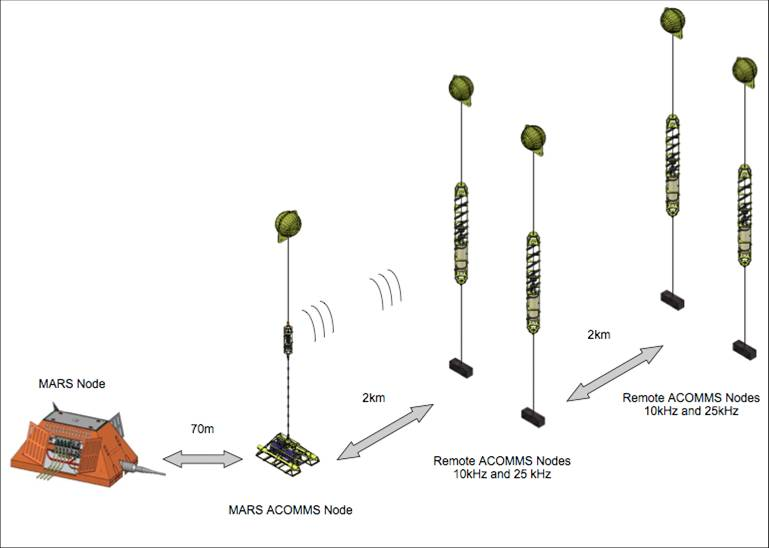 MARS Node
70m
MARS ACOMMS Node
2km
Remote ACOMMS Nodes
10kHz and 25 kHz
2km
Remote ACOMMS Nodes
10kHz and 25kHz